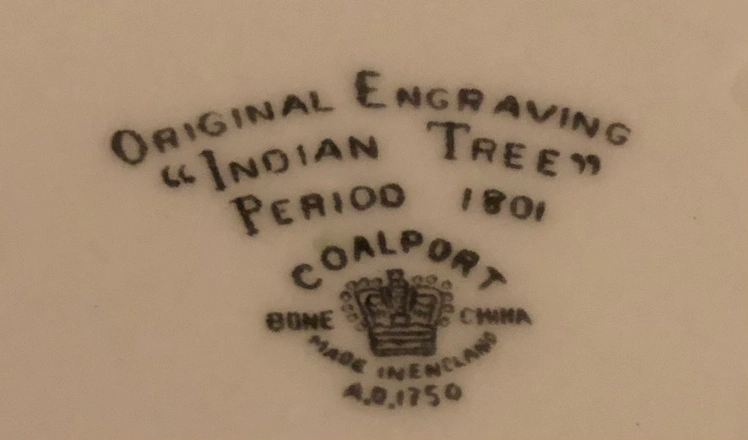 ORIGINAL ENGRAVING
"INDIAN TREE"
PERIOD 1801
COALPORT
BONE CHINA
MADE IN ENGLAND
A.D. 1750